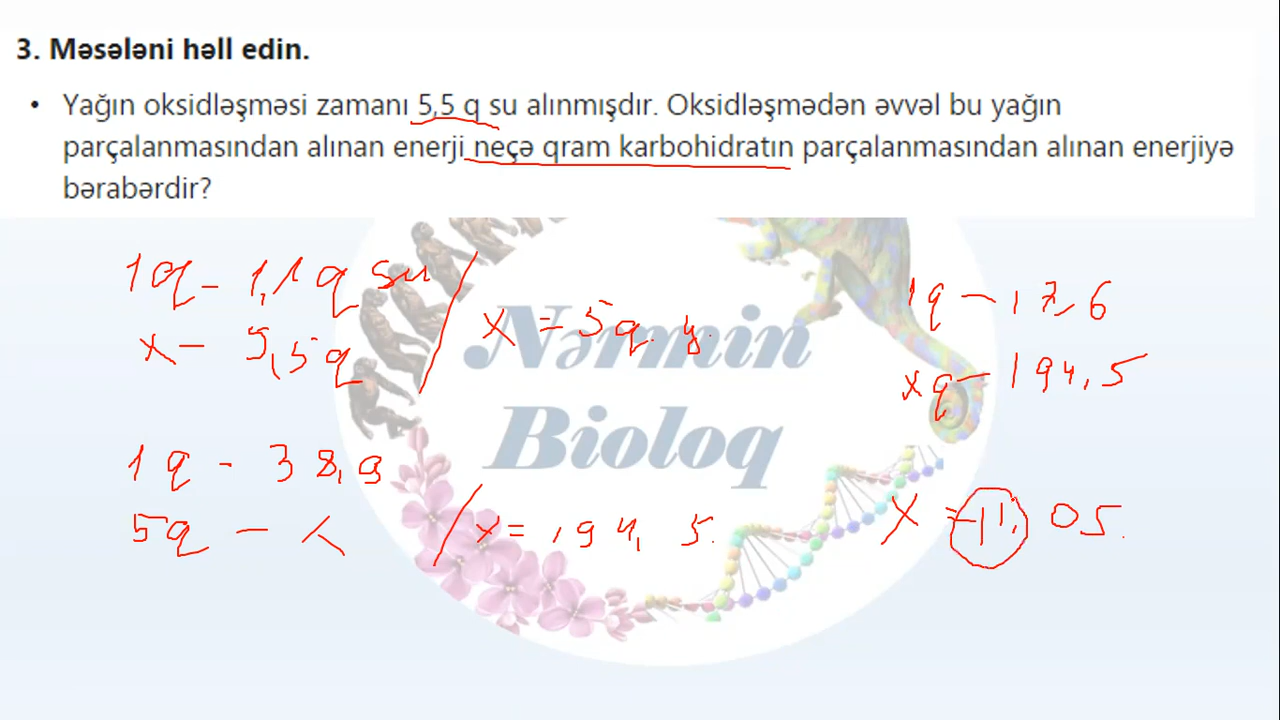 3. Məsələni həll edin.
• Yağın oksidləşməsi zamanı 5,5 q su alınmışdır. Oksidləşmədən əvvəl bu yağın
parçalanmasından alınan enerji neçə qram karbohidratın parçalanmasından alınan enerjiyə
bərabərdir?
1q - 1,1q su
x - 5,5q
x = 5q. y.
1q - 17,6
xq - 194,5
Nərmin
Bioloq
1q - 38,9
5q - x
x = 194,5.
x = 11,05.